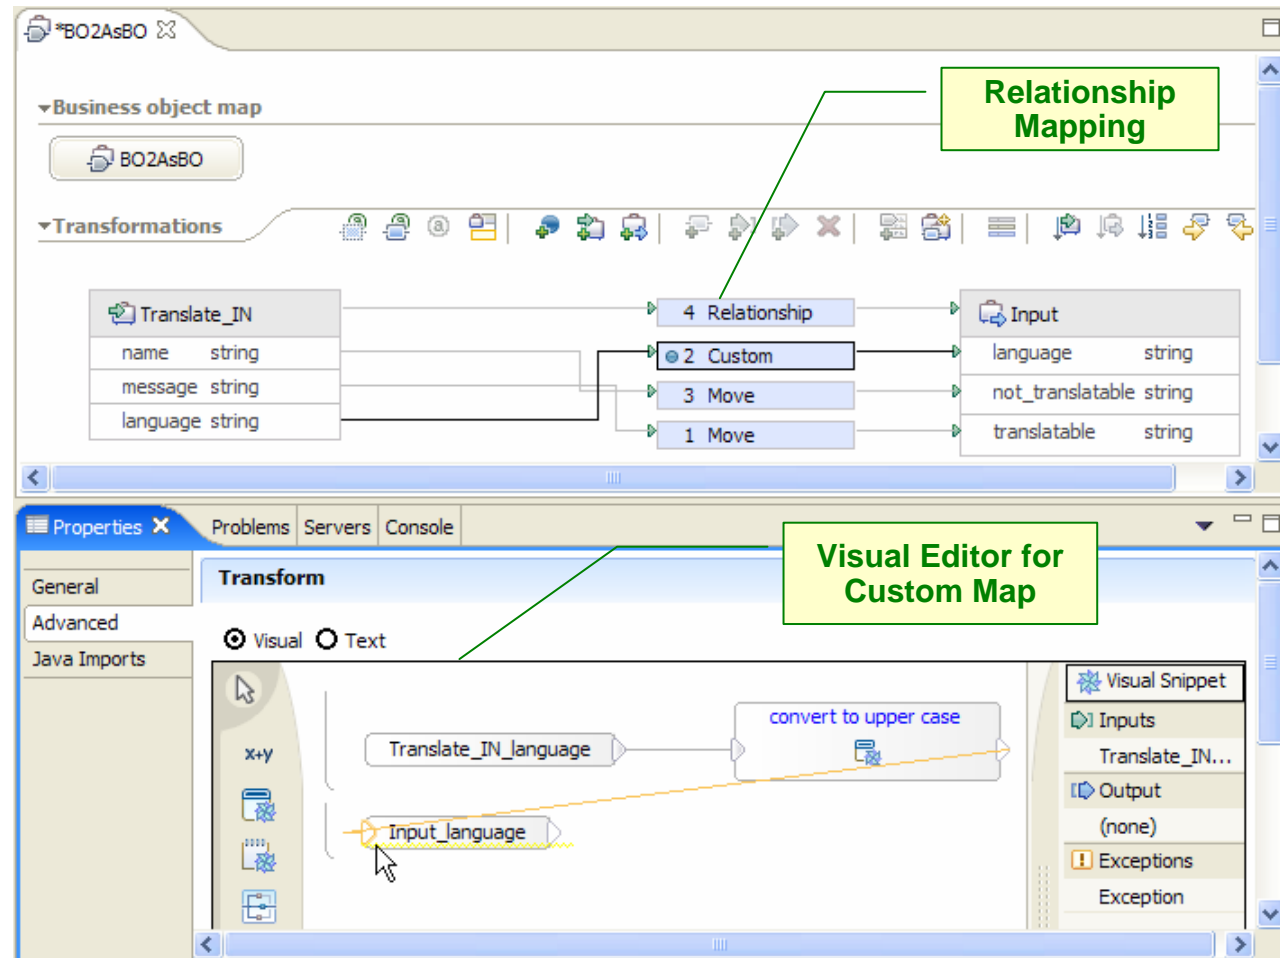 *BO2AsBO
Relationship
Mapping
Business object map
BO2AsBO
Transformations
Translate_IN
name string
message string
language string
4 Relationship
2 Custom
3 Move
1 Move
Input
language string
not_translatable string
translatable string
Properties Problems Servers Console
Visual Editor for
Custom Map
General
Advanced
Java Imports
Transform
Visual Text
x+y
Translate_IN_language
convert to upper case
Input_language
Visual Snippet
Inputs
Translate_IN...
Output
(none)
Exceptions
Exception